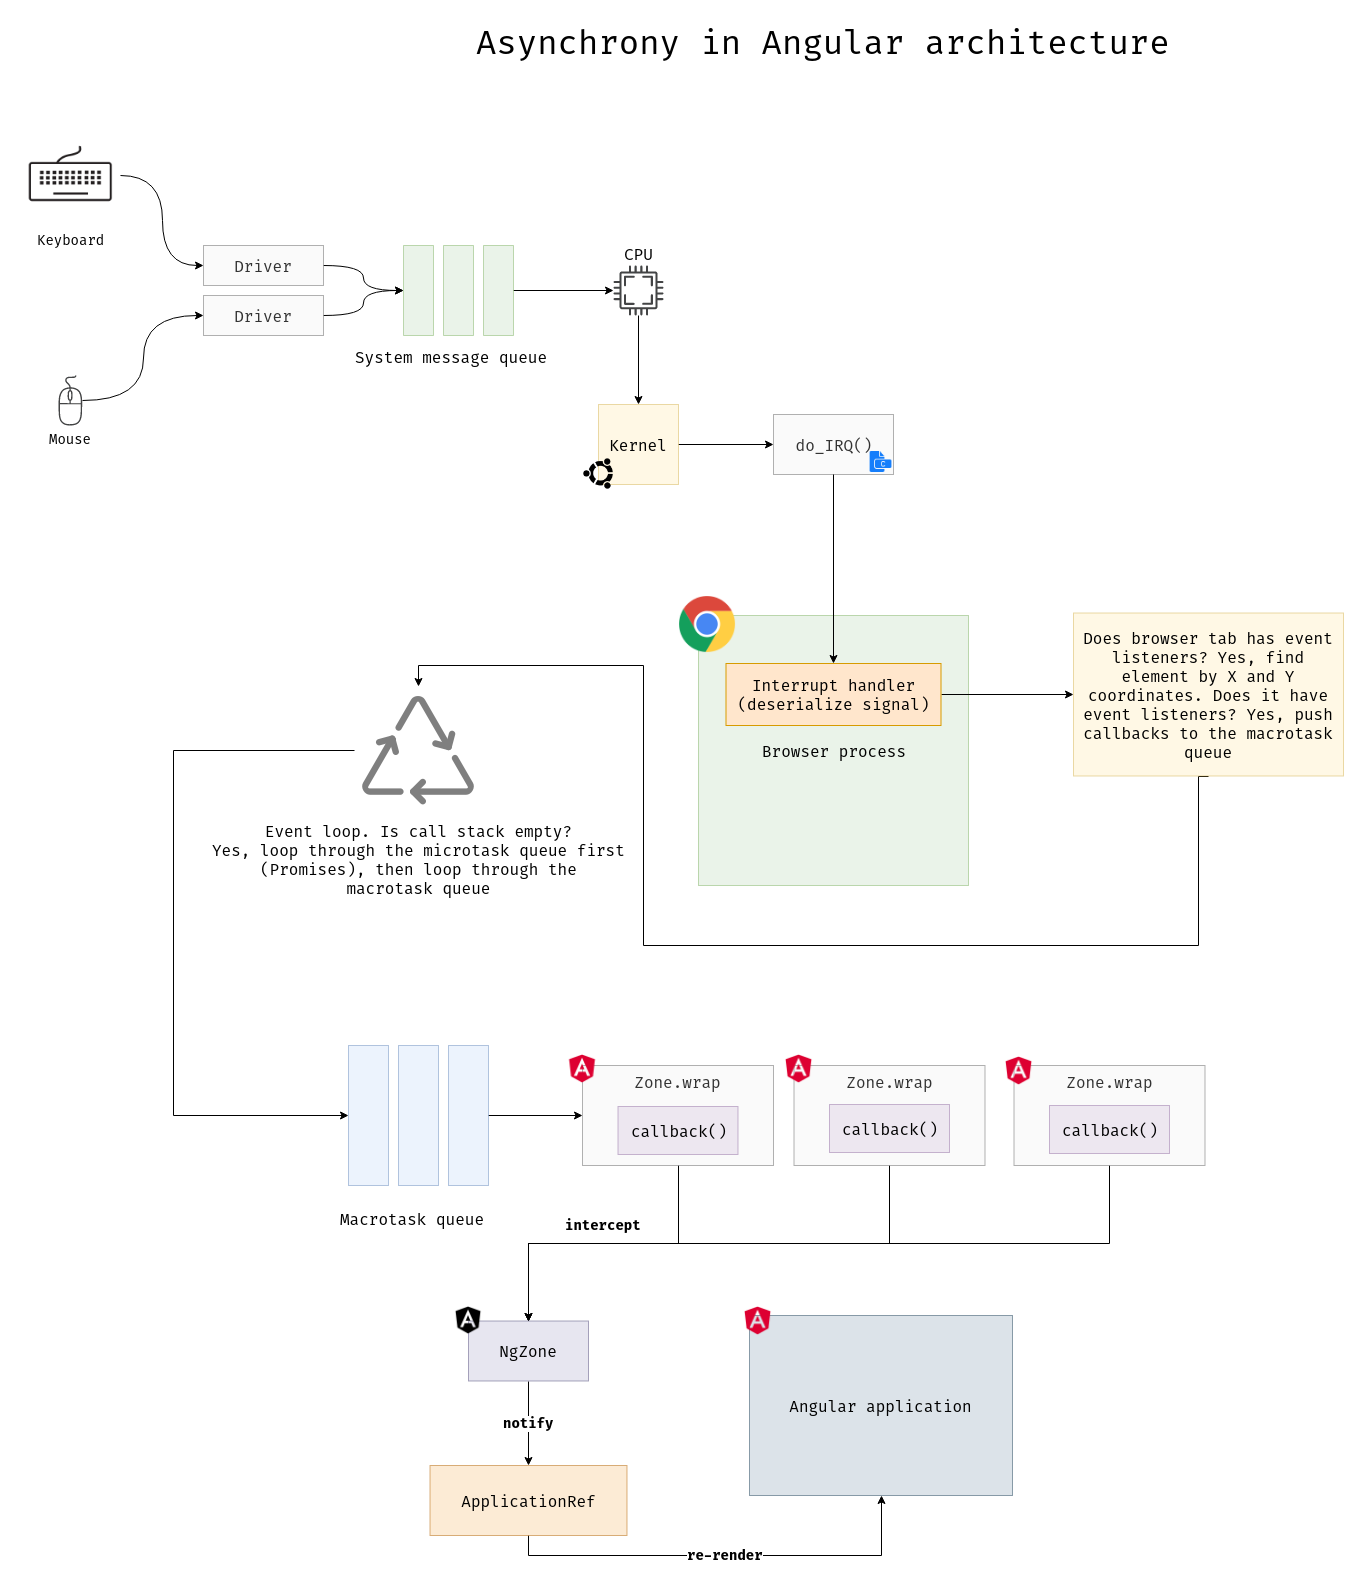 Asynchrony in Angular architecture
Keyboard
Driver
Driver
Mouse
System message queue
CPU
Kernel
do_IRQ()
C
Interrupt handler
(deserialize signal)
Browser process
Does browser tab has event
listeners? Yes, find
element by X and Y
coordinates. Does it have
event listeners? Yes, push
callbacks to the macrotask
queue
Event loop. Is call stack empty?
Yes, loop through the microtask queue first
(Promises), then loop through the
macrotask queue
Macrotask queue
Zone.wrap
callback()
Zone.wrap
callback()
Zone.wrap
callback()
intercept
NgZone
notify
ApplicationRef
Angular application
re-render